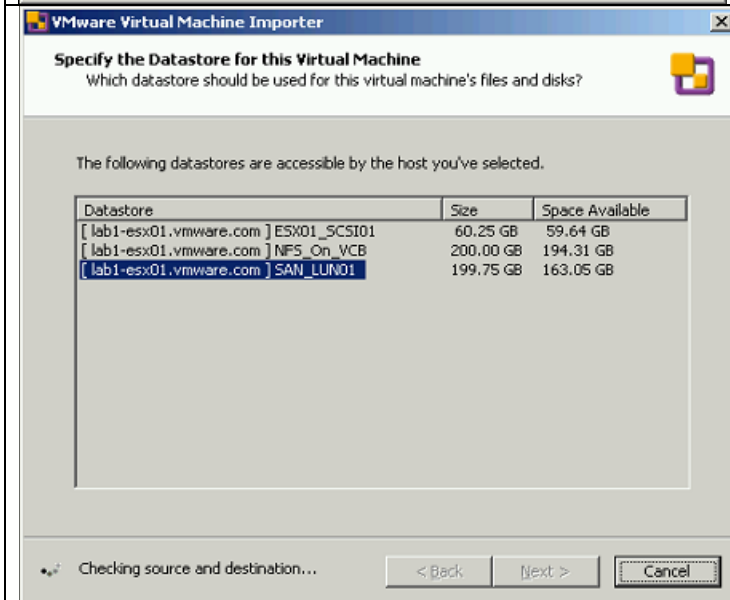 VMware Virtual Machine Importer
Specify the Datastore for this Virtual Machine
Which datastore should be used for this virtual machine's files and disks?
The following datastores are accessible by the host you've selected.
Datastore Size Space Available
[ lab1-esx01.vmware.com ] ESX01_SCSI01 60.25 GB 59.64 GB
[ lab1-esx01.vmware.com ] NFS_On_VCB 200.00 GB 194.31 GB
[ lab1-esx01.vmware.com ] SAN_LUN01 199.75 GB 163.05 GB
Checking source and destination... < Back Next > Cancel